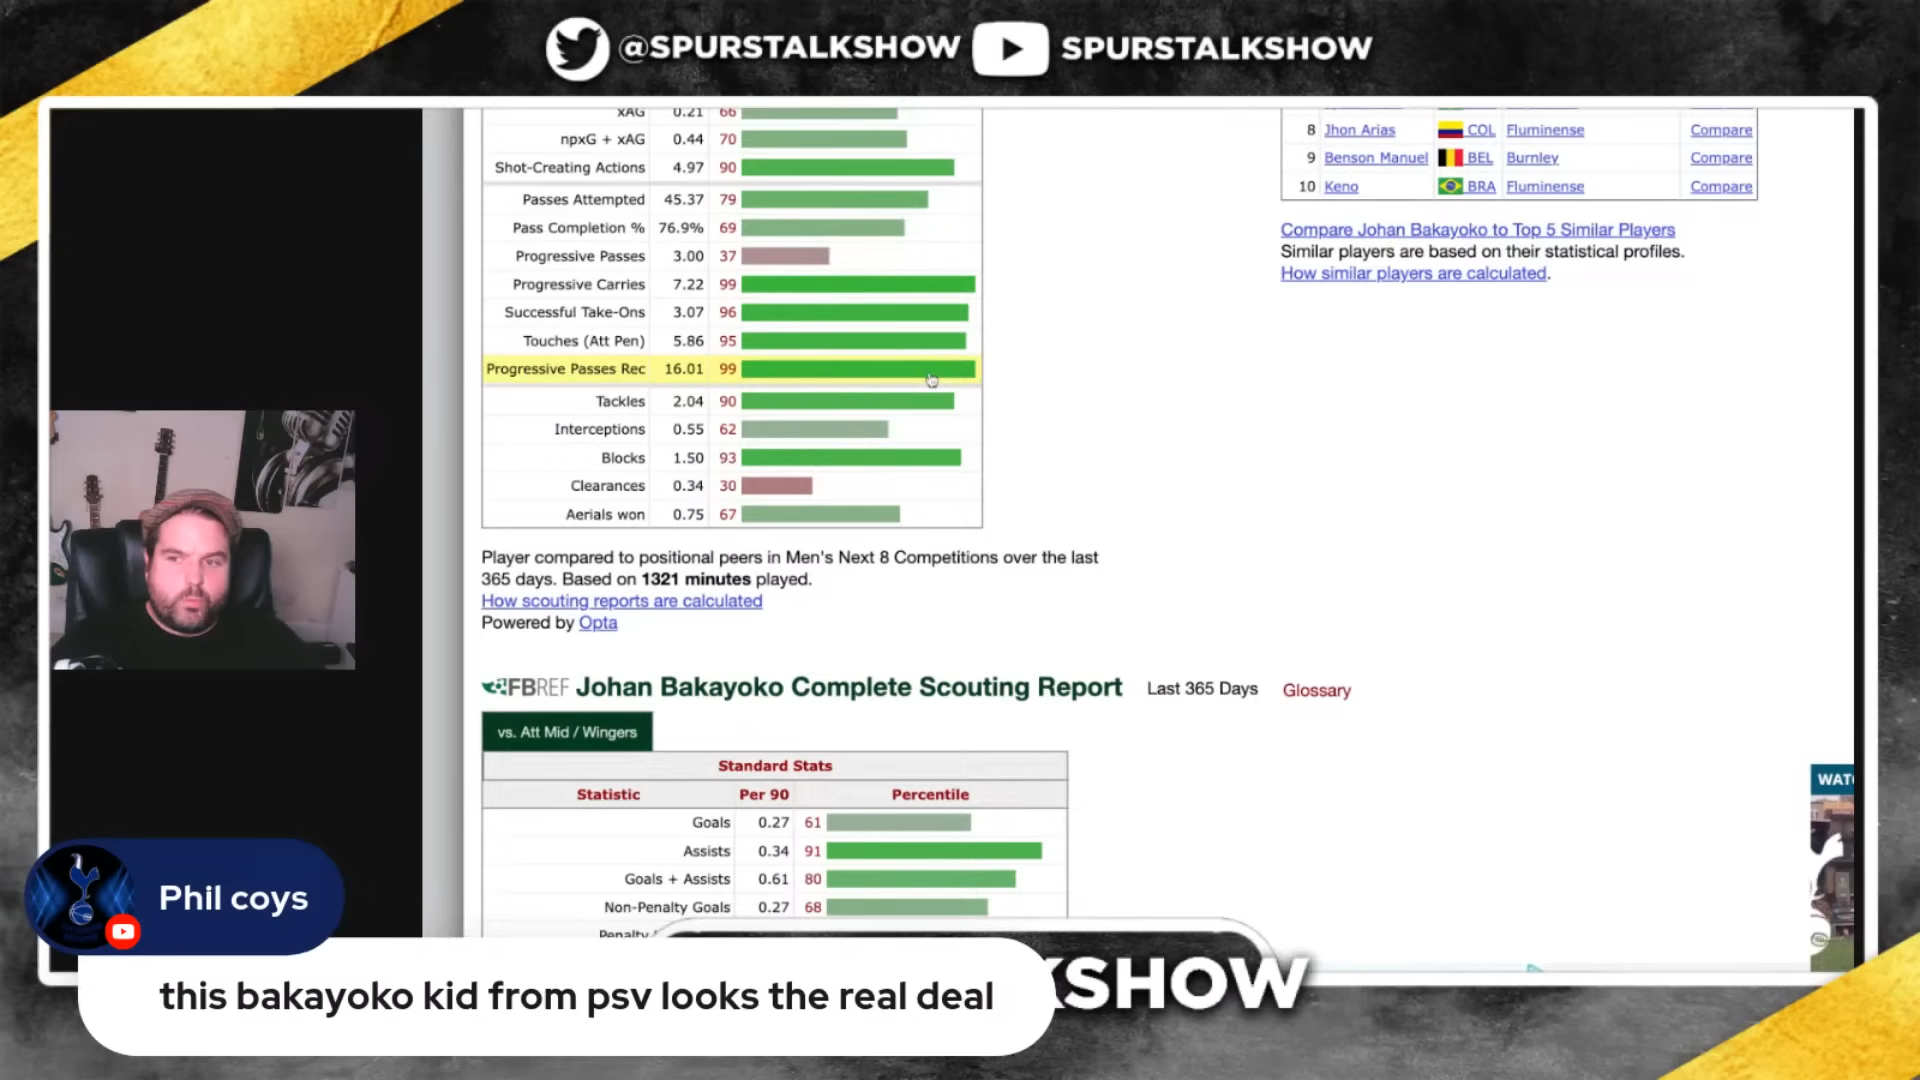 @SPURSTALKSHOW SPURSTALKSHOW
xAG 0.21 66
npxG + xAG 0.44 70
Shot-Creating Actions 4.97 90
Passes Attempted 45.37 79
Pass Completion % 76.9% 69
Progressive Passes 3.00 37
Progressive Carries 7.22 99
Successful Take-Ons 3.07 96
Touches (Att Pen) 5.86 95
Progressive Passes Rec 16.01 99
Tackles 2.04 90
Interceptions 0.55 62
Blocks 1.50 93
Clearances 0.34 30
Aerials won 0.75 67
8 Jhon Arias COL Fluminense Compare
9 Benson Manuel BEL Burnley Compare
10 Keno BRA Fluminense Compare
Compare Johan Bakayoko to Top 5 Similar Players
Similar players are based on their statistical profiles.
How similar players are calculated.
Player compared to positional peers in Men's Next 8 Competitions over the last
365 days. Based on 1321 minutes played.
How scouting reports are calculated
Powered by Opta
FBREF Johan Bakayoko Complete Scouting Report Last 365 Days Glossary
vs. Att Mid / Wingers
Standard Stats
Statistic Per 90 Percentile
Goals 0.27 61
Assists 0.34 91
Goals + Assists 0.61 80
Non-Penalty Goals 0.27 68
Penalty
WAT
Phil coys
this bakayoko kid from psv looks the real deal
KSHOW